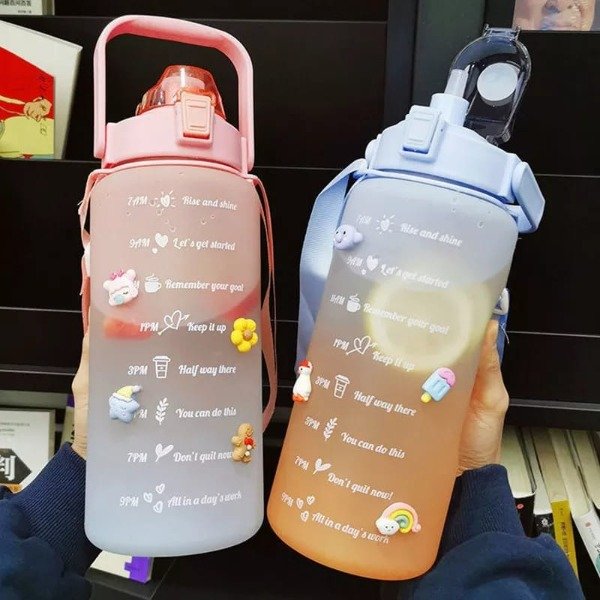 7AM Rise and shine
9AM Let's get started
Remember your goal
1PM Keep it up
3PM Half way there
M You can do this
7PM Don't quit now
9PM All in a day's work
7AM Rise and shine
9AM Let's get started
11AM Remember your goal
1PM Keep it up
3PM Half way there
5PM You can do this
7PM Don't quit now!
9PM All in a day's work